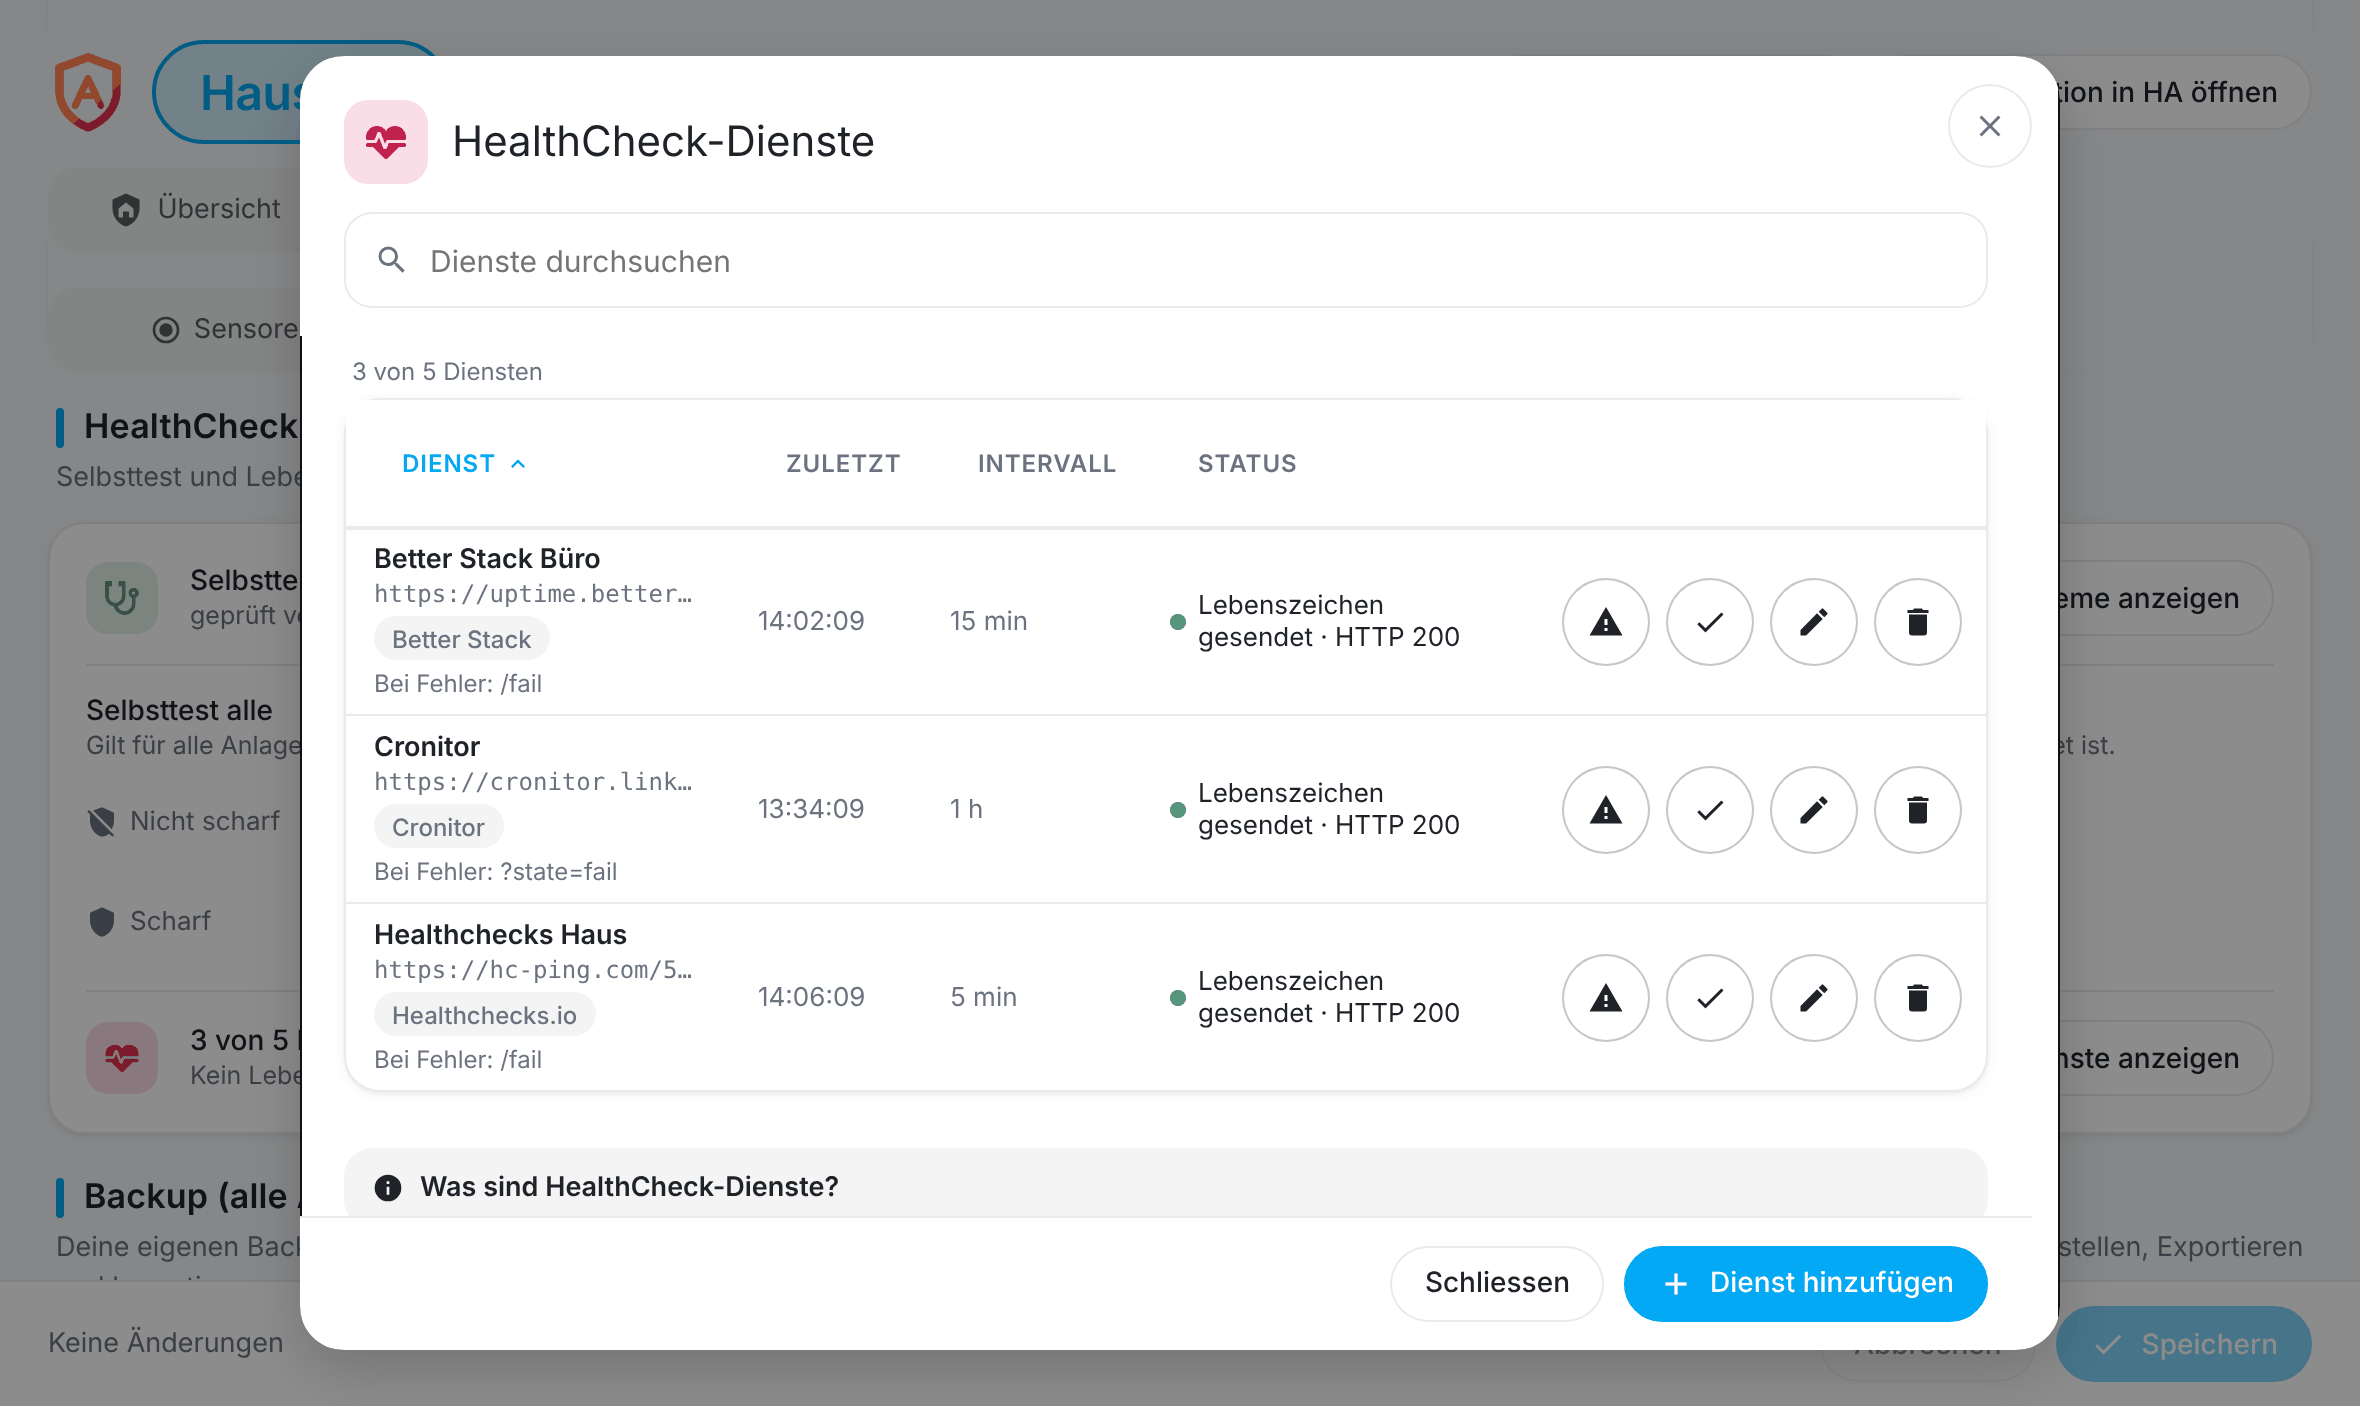 Haus
tion in HA öffnen
HealthCheck-Dienste
Übersicht
Dienste durchsuchen
Sensore
3 von 5 Diensten
HealthCheck
Selbsttest und Lebe
DIENST
ZULETZT
INTERVALL
STATUS
Better Stack Büro
https://uptime.better…
Better Stack
Bei Fehler: /fail
14:02:09
15 min
Lebenszeichen
gesendet · HTTP 200
Selbstte
geprüft v
eme anzeigen
Selbsttest alle
Gilt für alle Anlage
et ist.
Cronitor
https://cronitor.link…
Cronitor
Bei Fehler: ?state=fail
13:34:09
1 h
Lebenszeichen
gesendet · HTTP 200
Nicht scharf
Scharf
Healthchecks Haus
https://hc-ping.com/5…
Healthchecks.io
Bei Fehler: /fail
14:06:09
5 min
Lebenszeichen
gesendet · HTTP 200
3 von 5
Kein Lebe
nste anzeigen
Was sind HealthCheck-Dienste?
Backup (alle
Deine eigenen Back
stellen, Exportieren
Schliessen
Dienst hinzufügen
Keine Änderungen
Speichern